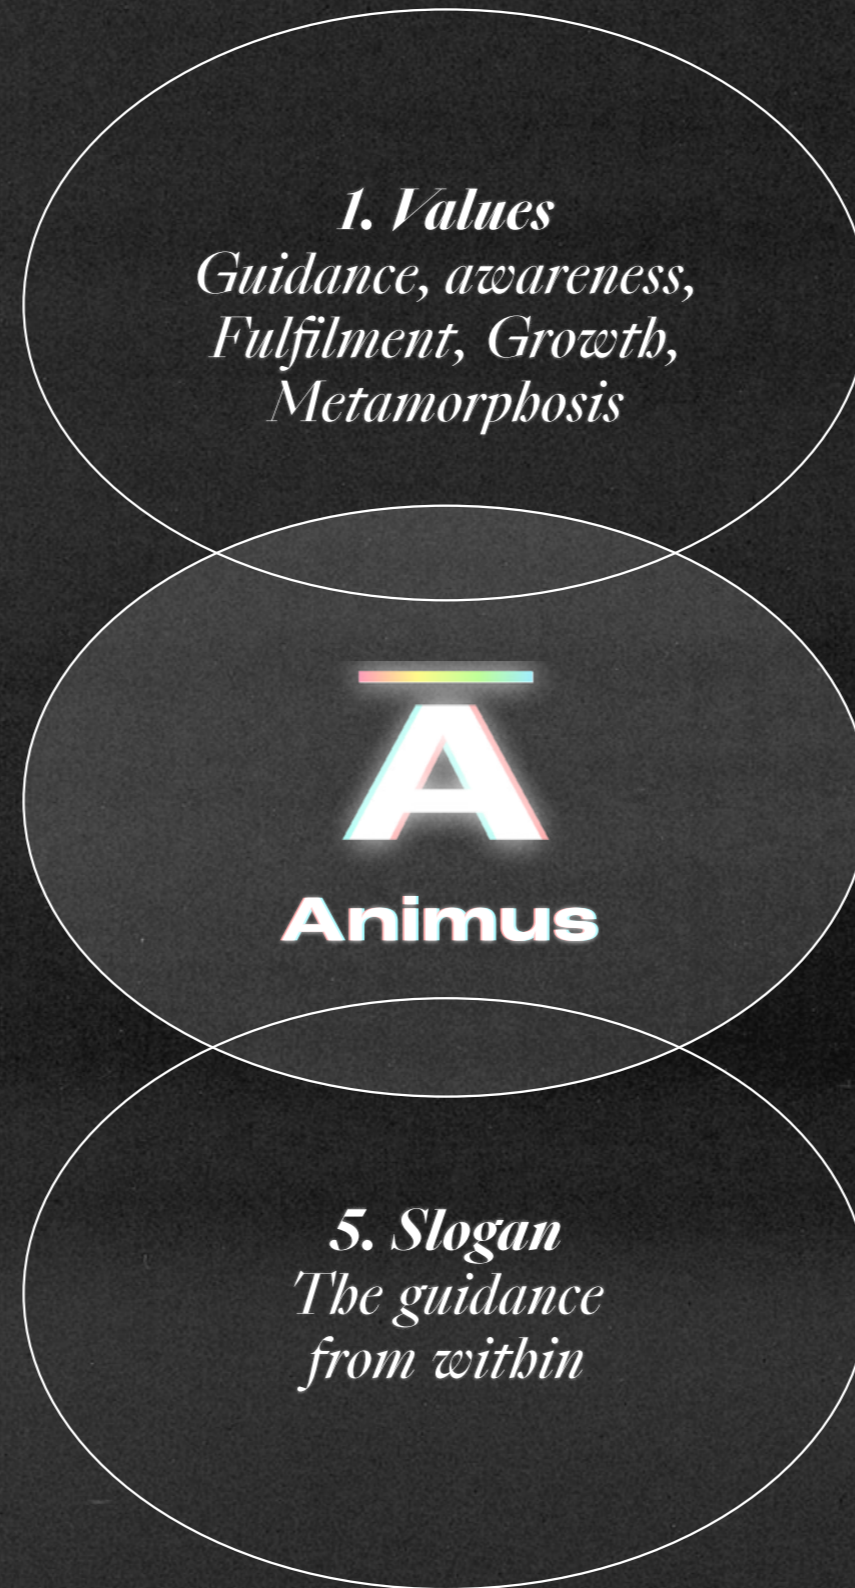 1. Values
Guidance, awareness,
Fulfilment, Growth,
Metamorphosis
Ā
Animus
5. Slogan
The guidance
from within